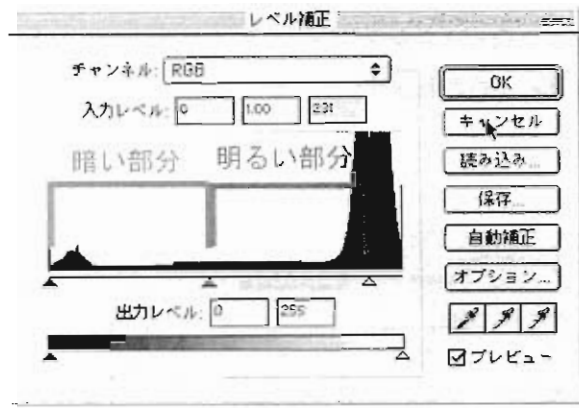 レベル補正
チャンネル: RGB
入力レベル: 0 1.00 231
暗い部分 明るい部分
出力レベル: 0 255
OK
キャンセル
読み込み...
保存...
自動補正
オプション...
プレビュー